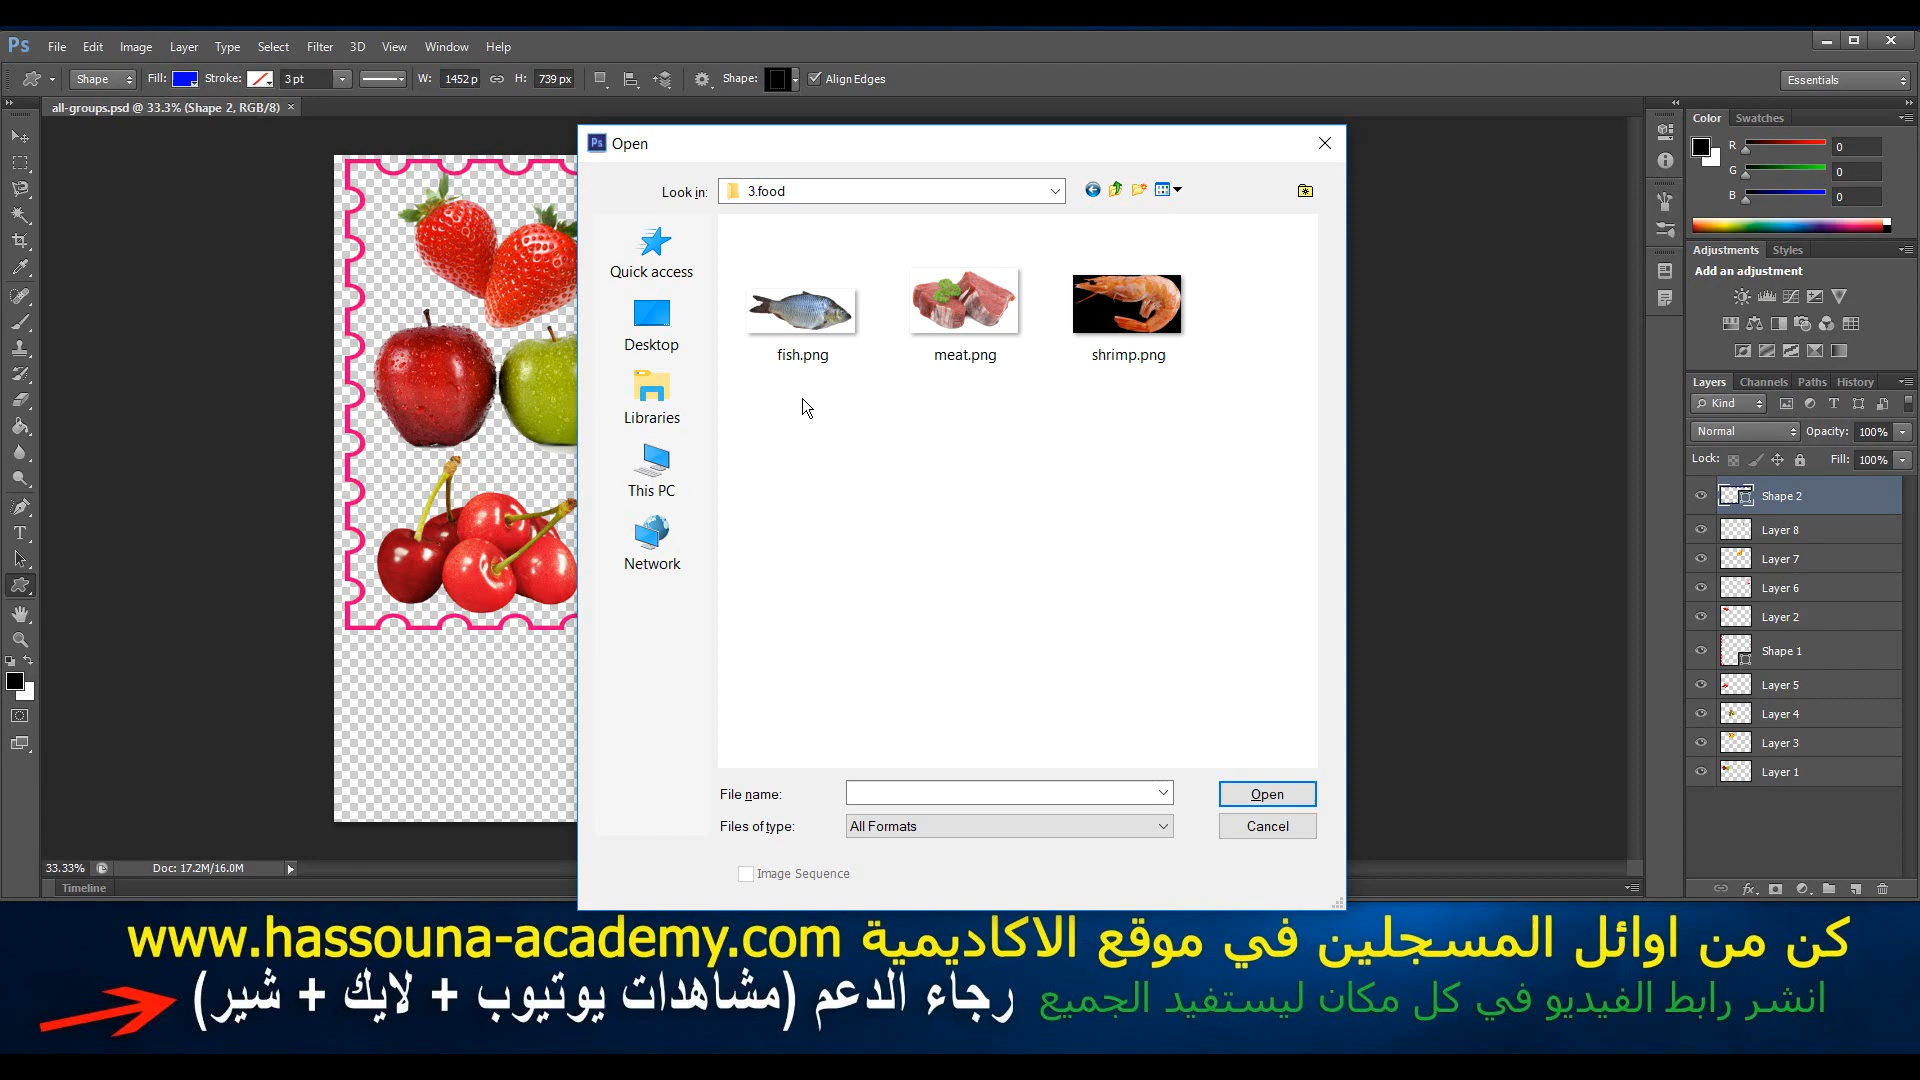 Ps File Edit Image Layer Type Select Filter 3D View Window Help
Shape Fill: Stroke: 3 pt W: 1452 p H: 739 px Shape: Align Edges Essentials
all-groups.psd @ 33.3% (Shape 2, RGB/8) ×
Ps Open
Look in: 3.food
Quick access
Desktop
Libraries
This PC
Network
fish.png meat.png shrimp.png
File name: Open
Files of type: All Formats Cancel
Image Sequence
Color Swatches
R 0
G 0
B 0
Adjustments Styles
Add an adjustment
Layers Channels Paths History
Kind
Normal Opacity: 100%
Lock: Fill: 100%
Shape 2
Layer 8
Layer 7
Layer 6
Layer 2
Shape 1
Layer 5
Layer 4
Layer 3
Layer 1
33.33% Doc: 17.2M/16.0M
Timeline
كن من اوائل المسجلين في موقع الاكاديمية www.hassouna-academy.com
انشر رابط الفيديو في كل مكان ليستفيد الجميع رجاء الدعم (مشاهدات يوتيوب + لايك + شير)